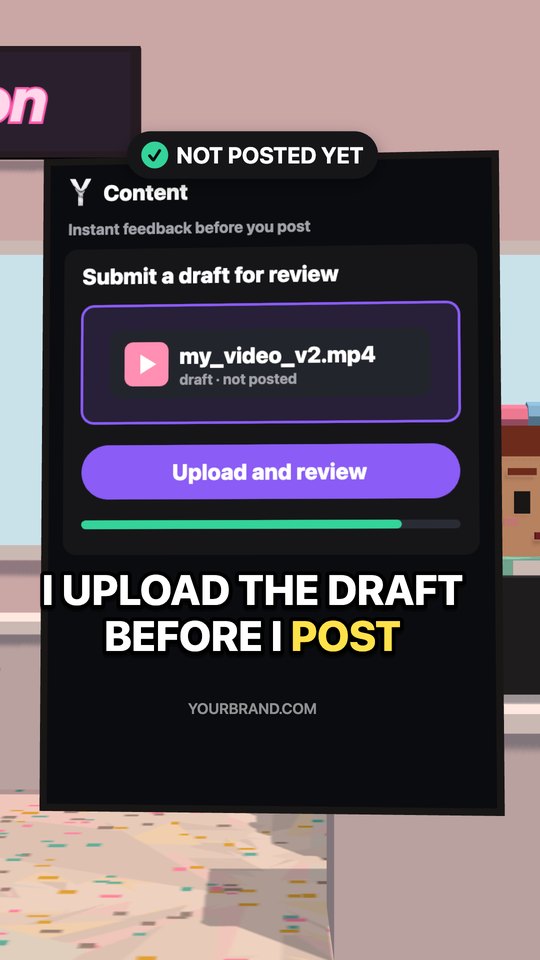 on
NOT POSTED YET
Y Content
Instant feedback before you post
Submit a draft for review
my_video_v2.mp4
draft · not posted
Upload and review
I UPLOAD THE DRAFT
BEFORE I POST
YOURBRAND.COM